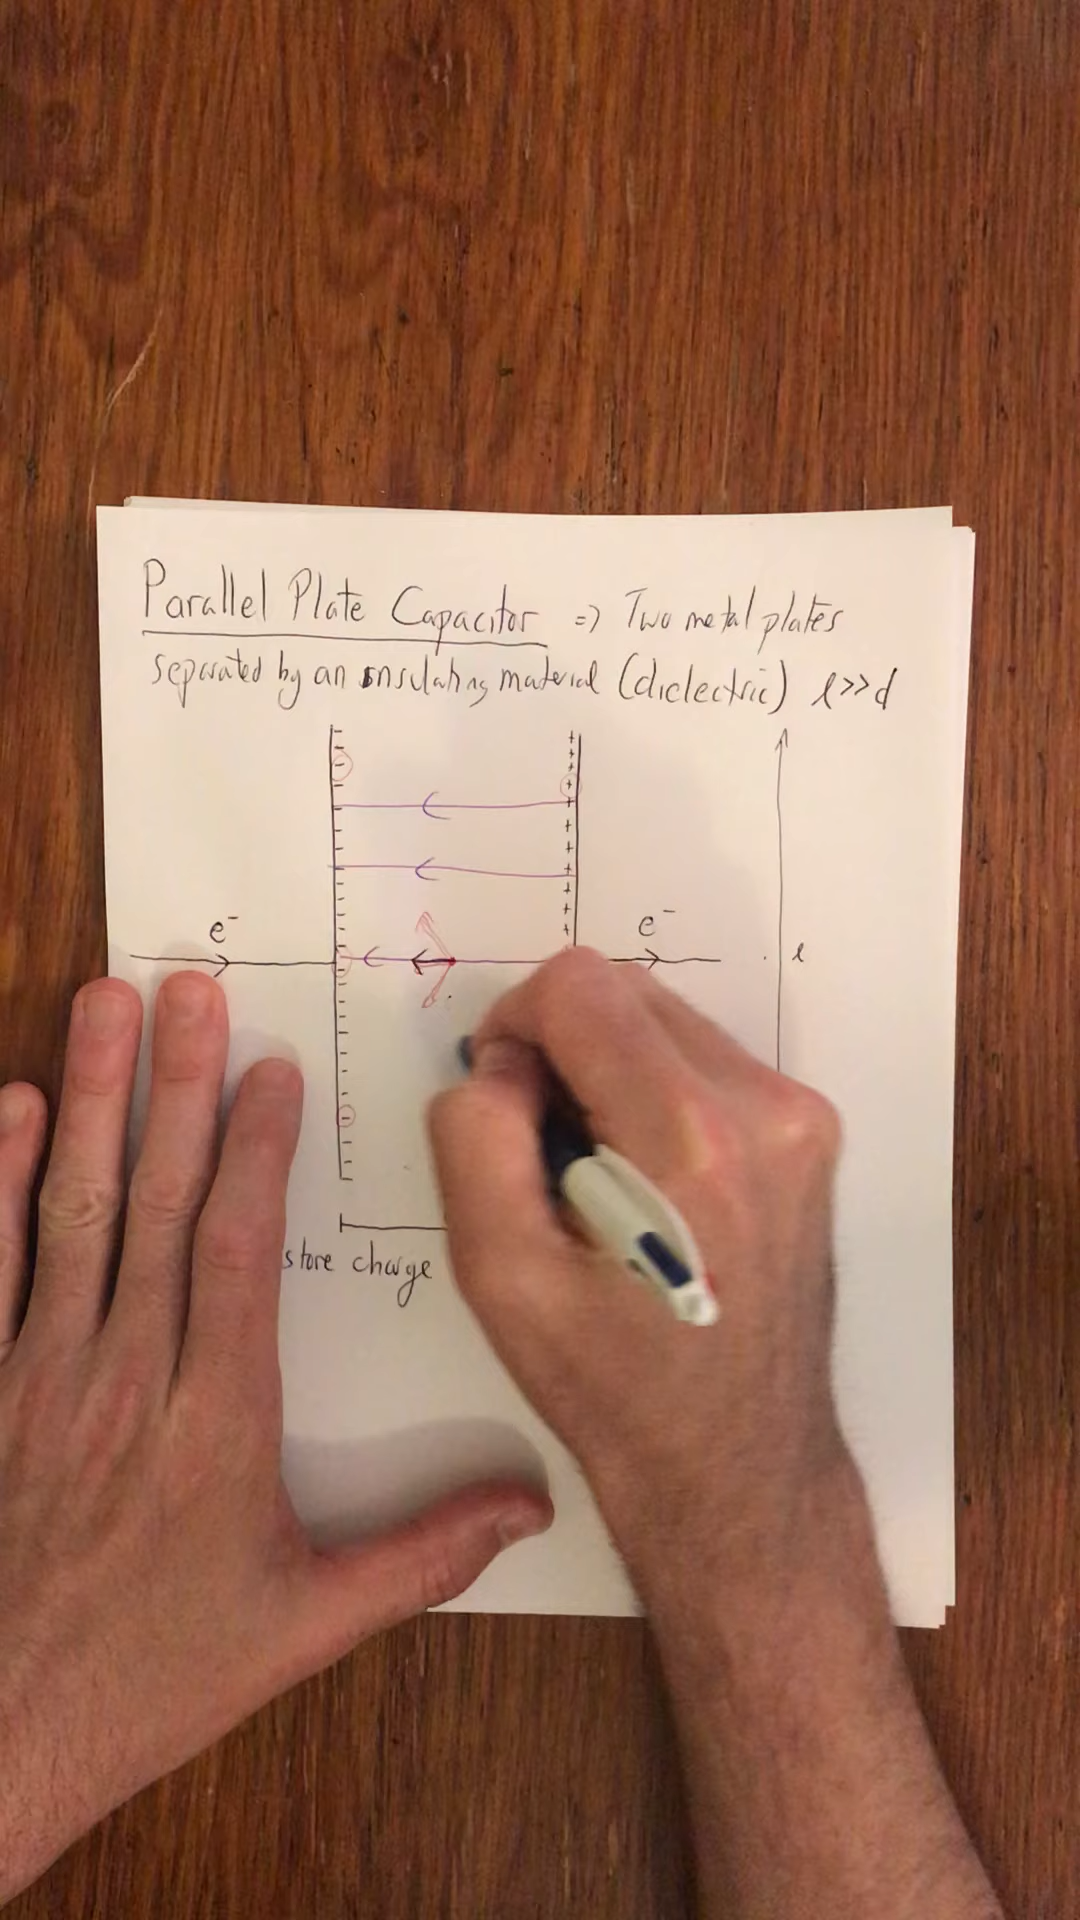 Parallel Plate Capacitor => Two metal plates
separated by an insulating material (dielectric) l>>d
e⁻
e⁻
l
store charge